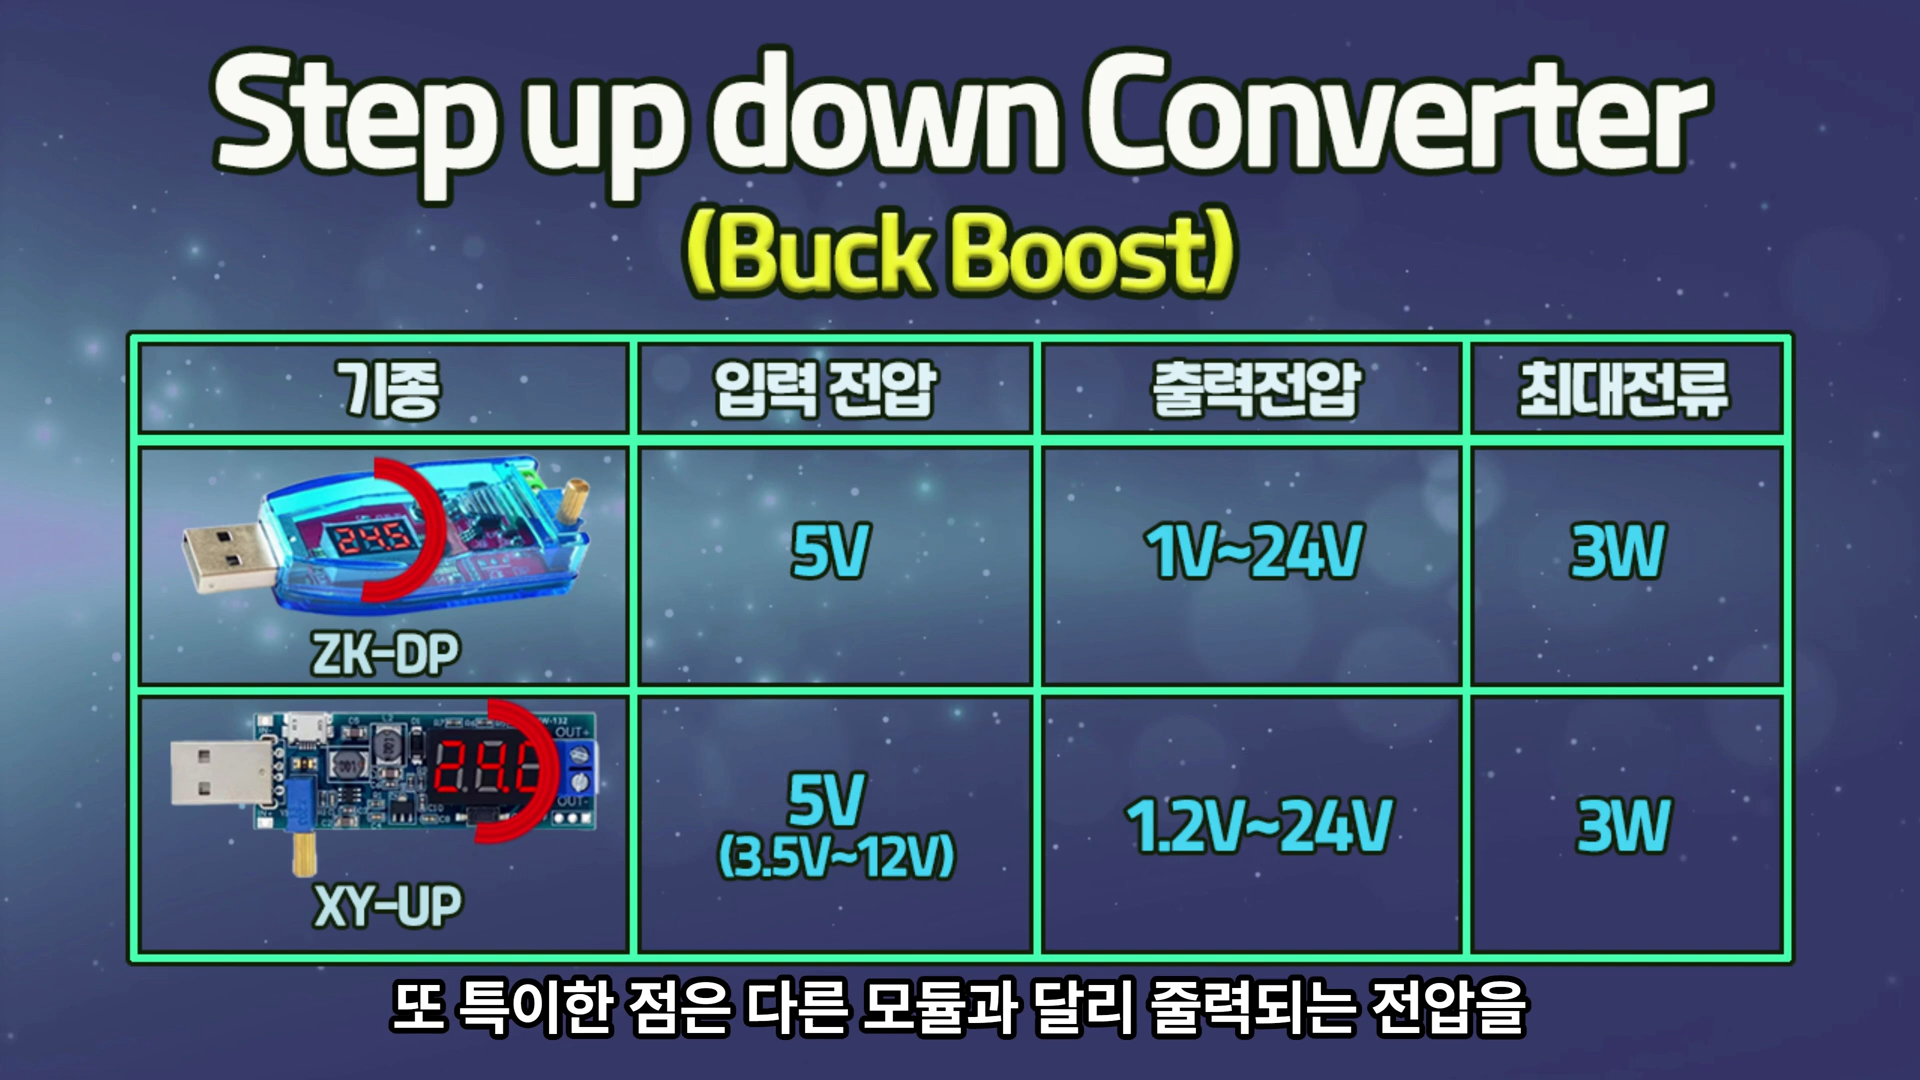 Step up down Converter
(Buck Boost)
기종
입력 전압
출력전압
최대전류
24.5
ZK-DP
5V
1V~24V
3W
OUT+
24.0
OUT-
XY-UP
5V
(3.5V~12V)
1.2V~24V
3W
또 특이한 점은 다른 모듈과 달리 줄력되는 전압을